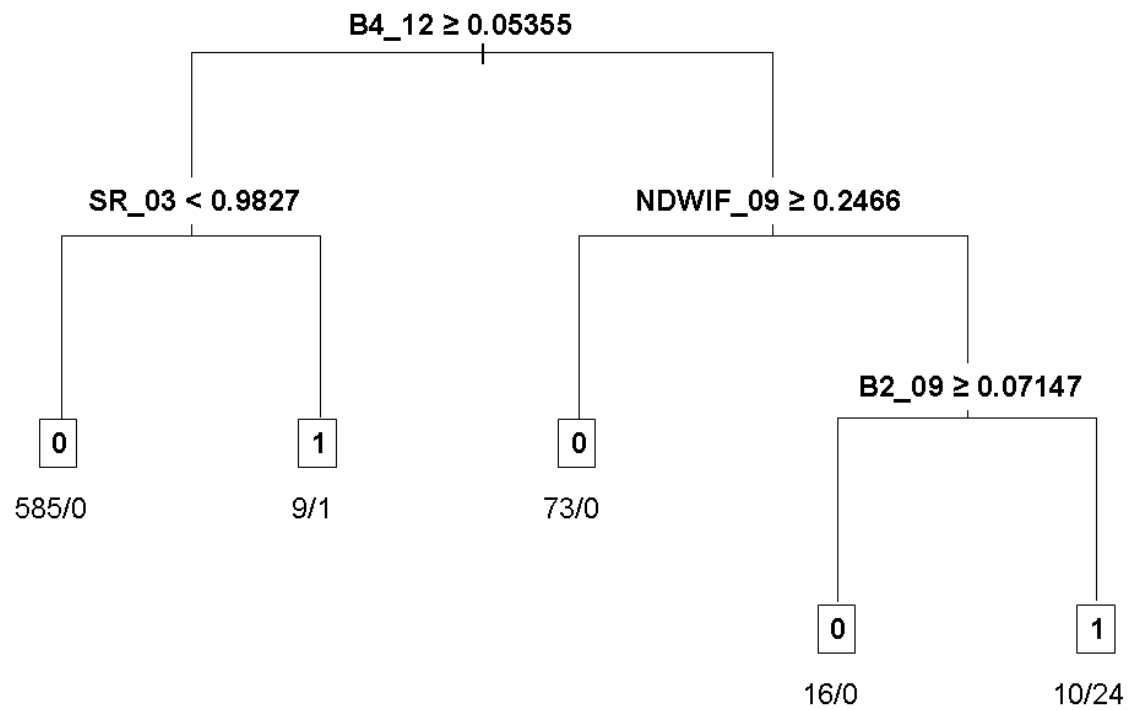 B4_12 ≥ 0.05355
SR_03 < 0.9827
NDWIF_09 ≥ 0.2466
B2_09 ≥ 0.07147
0
1
0
585/0
9/1
73/0
0
1
16/0
10/24